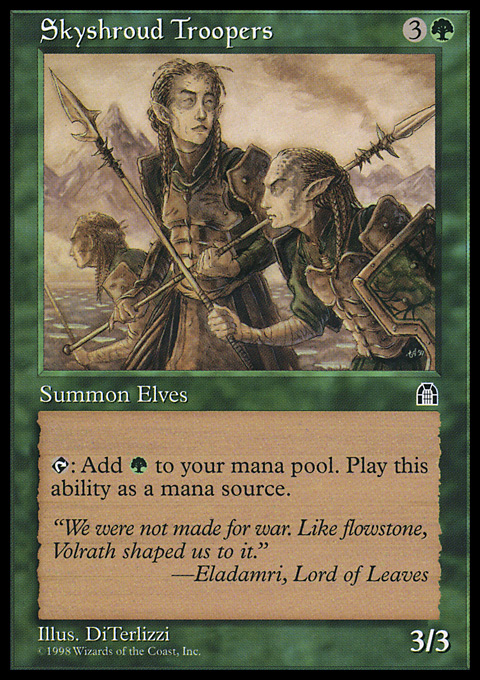 Skyshroud Troopers 3
Summon Elves
: Add to your mana pool. Play this
ability as a mana source.
“We were not made for war. Like flowstone,
Volrath shaped us to it.”
—Eladamri, Lord of Leaves
Illus. DiTerlizzi
©1998 Wizards of the Coast, Inc.
3/3